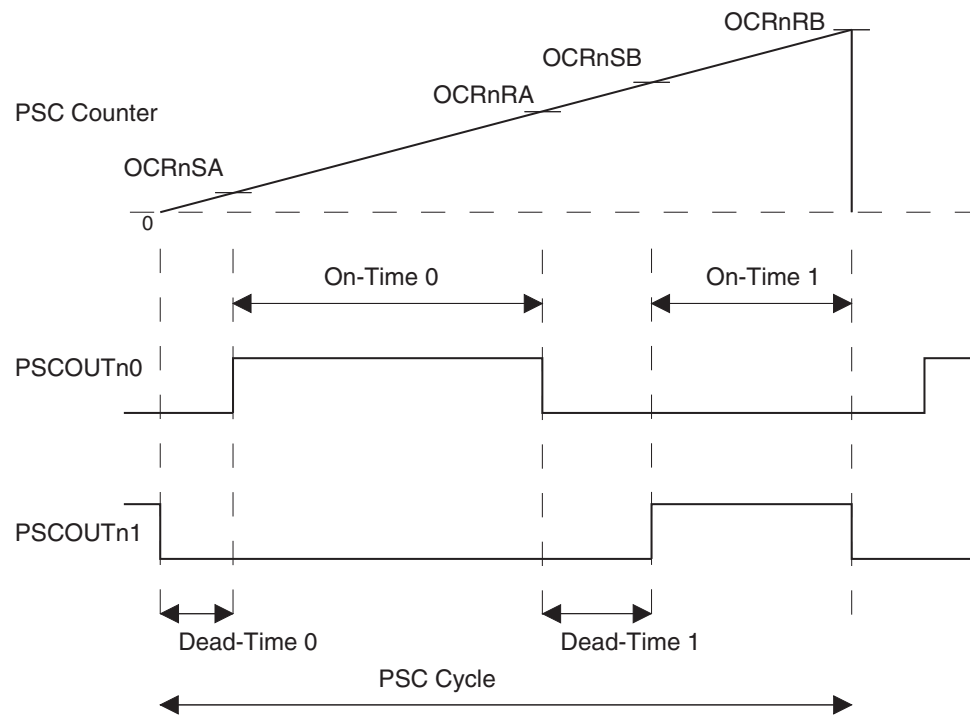 OCRnRB
OCRnSB
OCRnRA
PSC Counter
OCRnSA
0
On-Time 0
On-Time 1
PSCOUTn0
PSCOUTn1
Dead-Time 0
Dead-Time 1
PSC Cycle